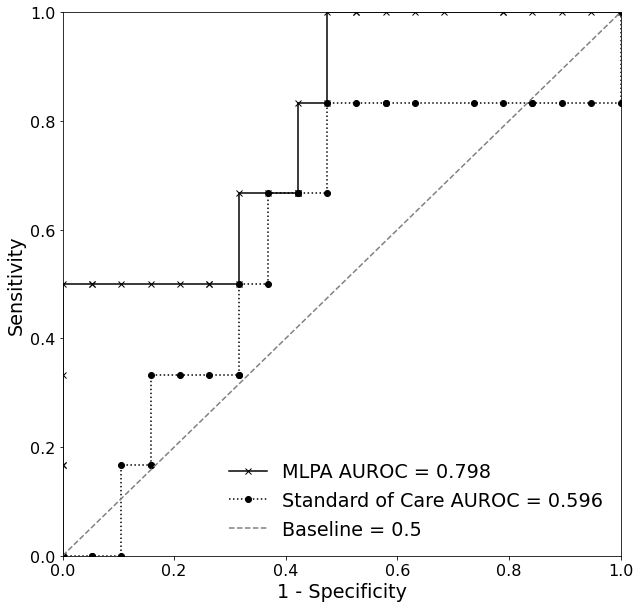 1.0
0.8
0.6
0.4
0.2
0.0
Sensitivity
MLPA AUROC = 0.798
Standard of Care AUROC = 0.596
Baseline = 0.5
0.0 0.2 0.4 0.6 0.8 1.0
1 - Specificity